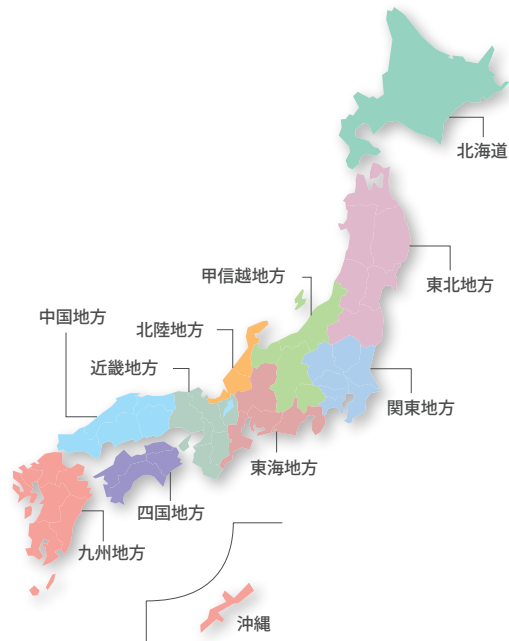 北海道
東北地方
甲信越地方
中国地方
北陸地方
近畿地方
関東地方
東海地方
四国地方
九州地方
沖縄